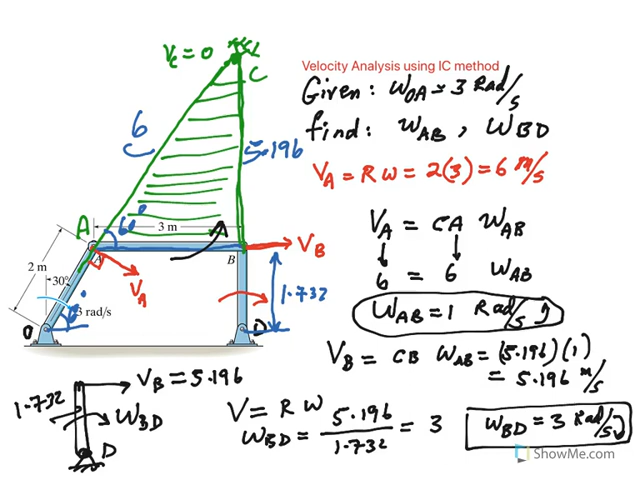 V_C = 0
C
Velocity Analysis using IC method
Given: ω_OA = 3 Rad/s
find: ω_AB, ω_BD
6
5.196
V_A = R ω = 2(3) = 6 m/s
A
60°
3 m
V_B
V_A = CA ω_AB
2 m
30°
A
B
V_A
1.732
6 = 6 ω_AB
3 rad/s
60°
O
D
ω_AB = 1 Rad/s
V_B = CB ω_AB = (5.196)(1)
= 5.196 m/s
V_B = 5.196
1.732
ω_BD
D
V = R ω
ω_BD = 5.196/1.732 = 3
ω_BD = 3 Rad/s
ShowMe.com